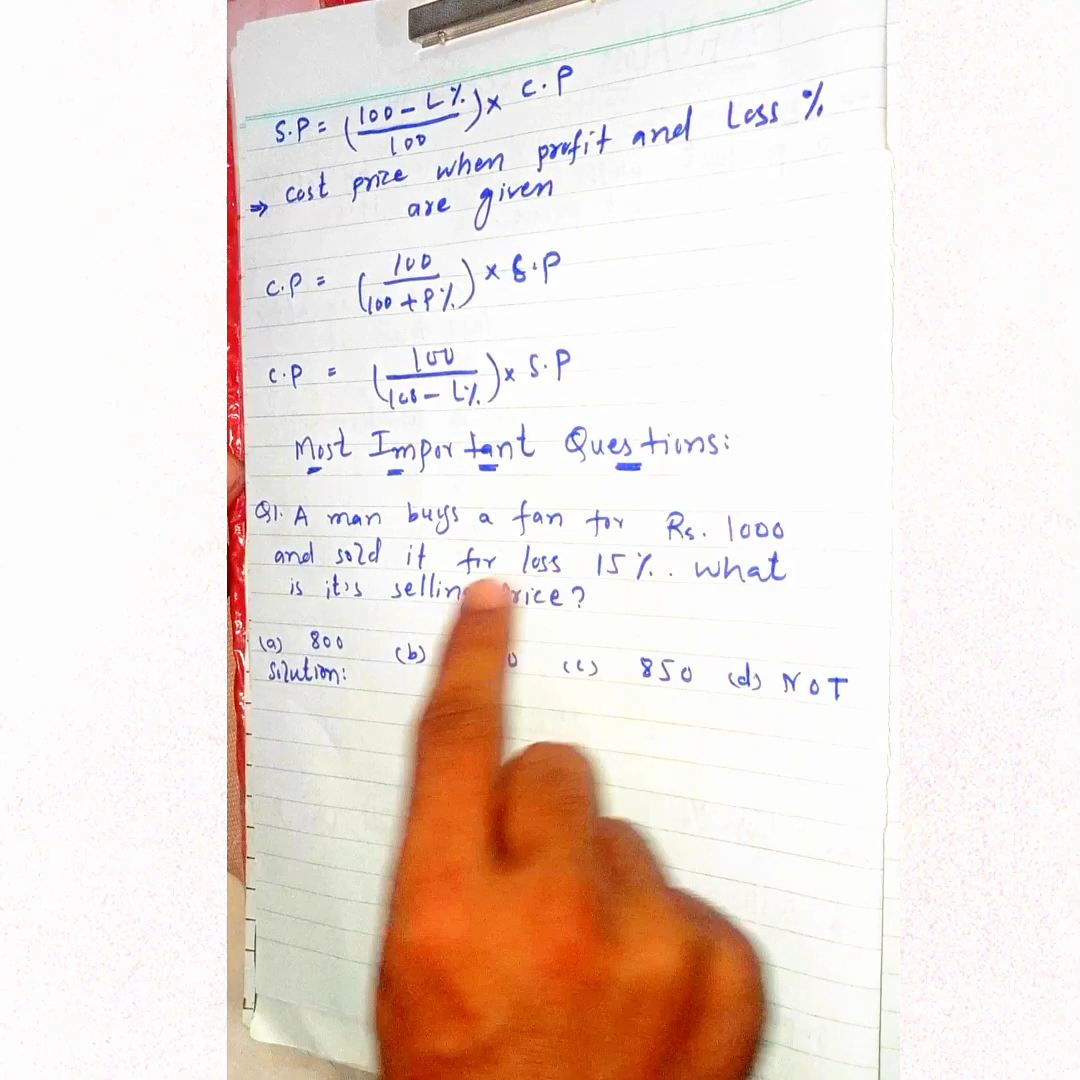 S.P = (100 - L% / 100) × C.P
⇒ cost prize when profit and Loss %
are given
C.P = (100 / 100 + P%) × S.P
C.P = (100 / 100 - L%) × S.P
Most Important Questions:
Q1. A man buys a fan for Rs. 1000
and sold it for loss 15%. what
is it's selling price?
(a) 800 (b) (c) 850 (d) NOT
Solution: